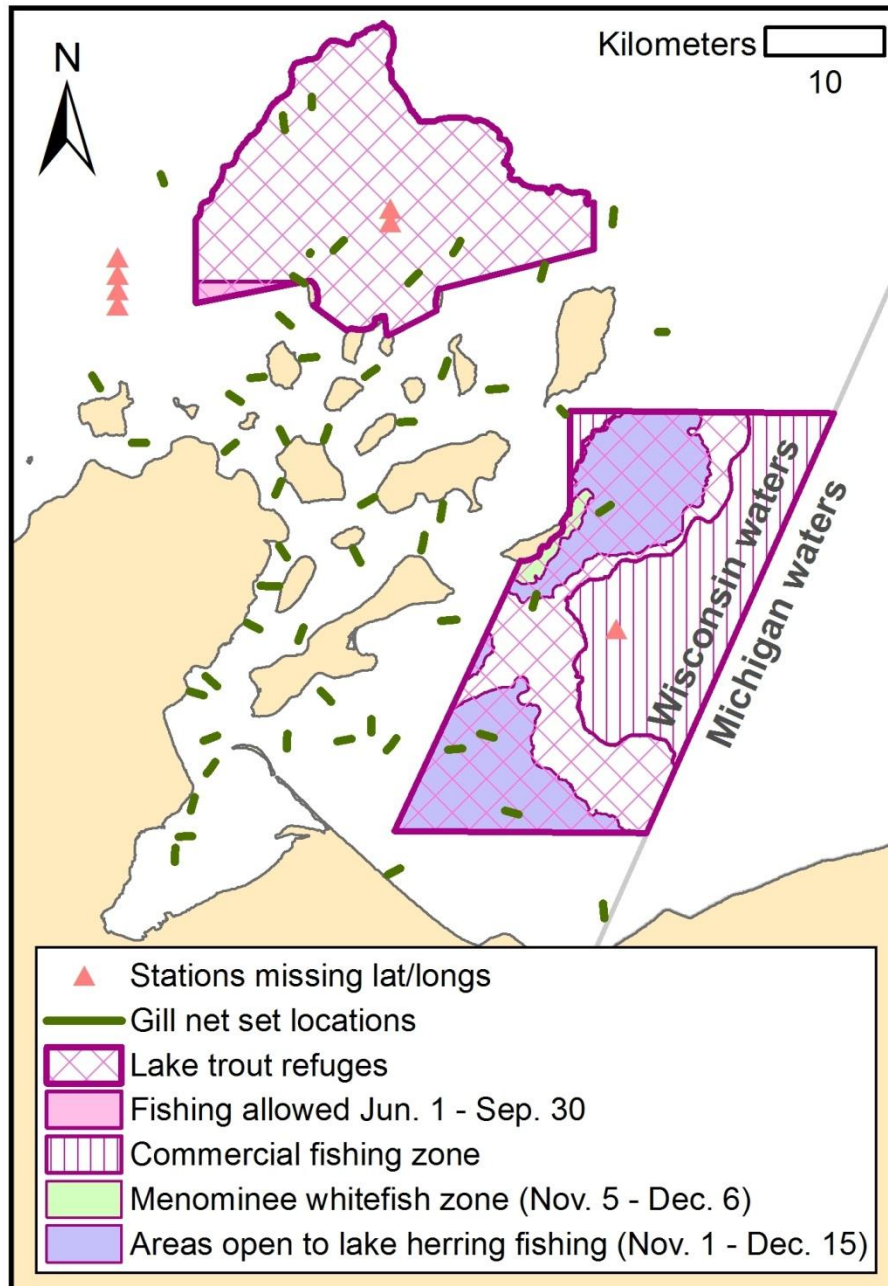 N
Kilometers
10
Wisconsin waters
Michigan waters
Stations missing lat/longs
Gill net set locations
Lake trout refuges
Fishing allowed Jun. 1 - Sep. 30
Commercial fishing zone
Menominee whitefish zone (Nov. 5 - Dec. 6)
Areas open to lake herring fishing (Nov. 1 - Dec. 15)